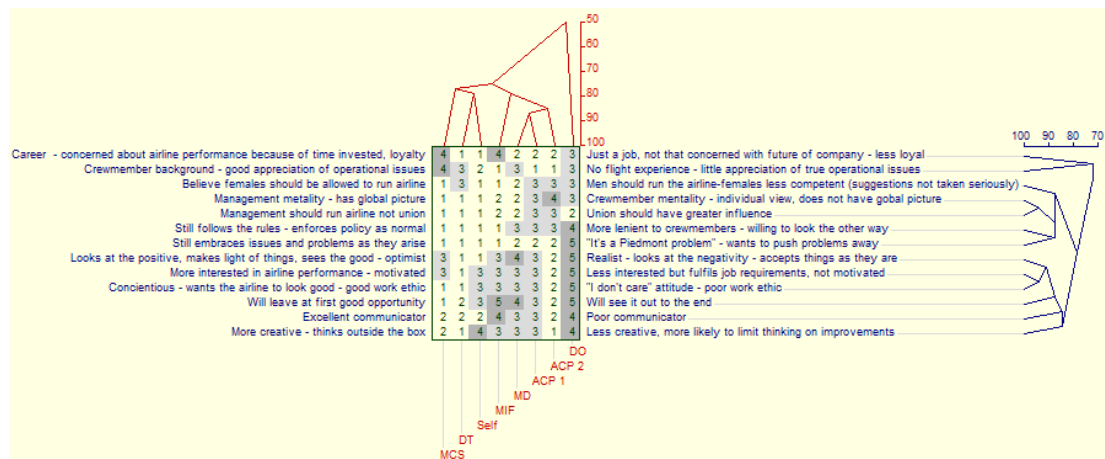 50
60
70
80
90
100
100 90 80 70
Career - concerned about airline performance because of time invested, loyalty 4 1 1 4 2 2 2 3 Just a job, not that concerned with future of company - less loyal
Crewmember background - good appreciation of operational issues 4 3 2 1 3 1 1 3 No flight experience - little appreciation of true operational issues
Believe females should be allowed to run airline 1 3 1 1 2 3 3 3 Men should run the airline-females less competent (suggestions not taken seriously)
Management metality - has global picture 1 1 1 2 2 3 4 3 Crewmember mentality - individual view, does not have gobal picture
Management should run airline not union 1 1 1 2 2 3 3 2 Union should have greater influence
Still follows the rules - enforces policy as normal 1 1 1 1 3 3 3 4 More lenient to crewmembers - willing to look the other way
Still embraces issues and problems as they arise 1 1 1 1 2 2 2 5 "It's a Piedmont problem" - wants to push problems away
Looks at the positive, makes light of things, sees the good - optimist 3 1 1 3 4 3 2 5 Realist - looks at the negativity - accepts things as they are
More interested in airline performance - motivated 3 1 3 3 3 3 2 5 Less interested but fulfils job requirements, not motivated
Concientious - wants the airline to look good - good work ethic 1 1 3 3 3 3 2 5 "I don't care" attitude - poor work ethic
Will leave at first good opportunity 1 2 3 5 4 3 2 5 Will see it out to the end
Excellent communicator 2 2 2 4 3 3 2 4 Poor communicator
More creative - thinks outside the box 2 1 4 3 3 3 1 4 Less creative, more likely to limit thinking on improvements
DO
ACP 2
ACP 1
MD
MIF
Self
DT
MCS